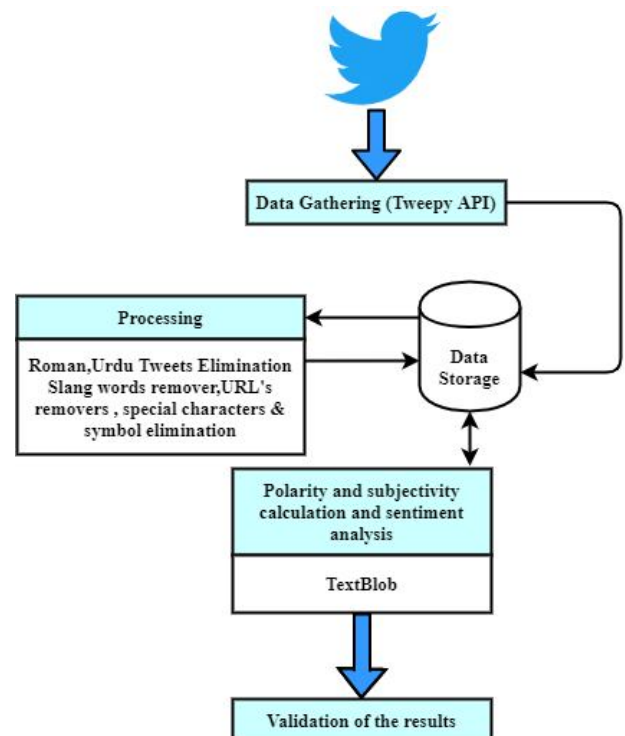 Data Gathering (Tweepy API)
Processing
Roman,Urdu Tweets Elimination
Slang words remover,URL's
removers , special characters &
symbol elimination
Data
Storage
Polarity and subjectivity
calculation and sentiment
analysis
TextBlob
Validation of the results